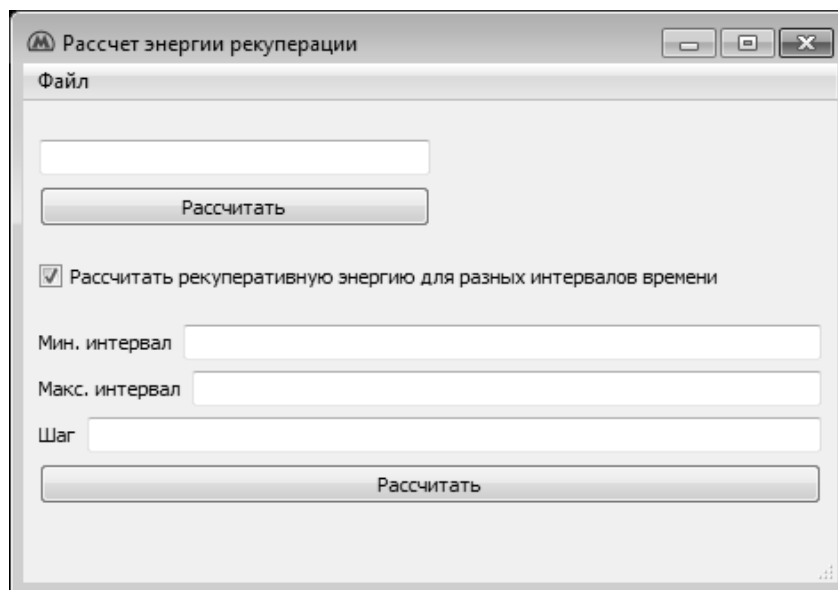 Рассчет энергии рекуперации
Файл
Рассчитать
Рассчитать рекуперативную энергию для разных интервалов времени
Мин. интервал
Макс. интервал
Шаг
Рассчитать